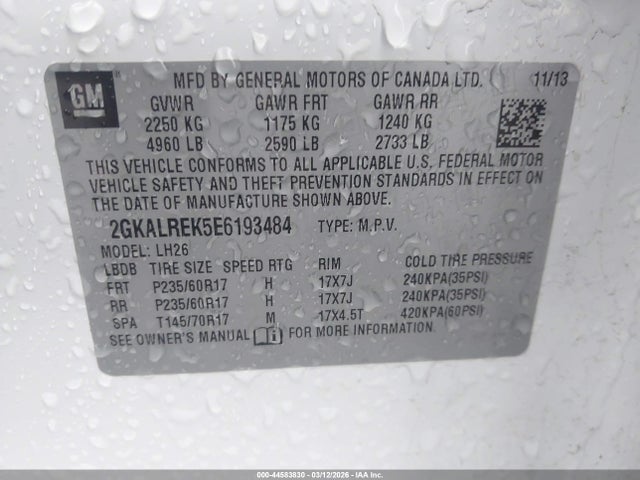 GM
MFD BY GENERAL MOTORS OF CANADA LTD. 11/13
GVWR GAWR FRT GAWR RR
2250 KG 1175 KG 1240 KG
4960 LB 2590 LB 2733 LB
THIS VEHICLE CONFORMS TO ALL APPLICABLE U.S. FEDERAL MOTOR
VEHICLE SAFETY AND THEFT PREVENTION STANDARDS IN EFFECT ON
THE DATE OF MANUFACTURE SHOWN ABOVE.
2GKALREK5E6193484 TYPE: M.P.V.
MODEL: LH26
LBDB TIRE SIZE SPEED RTG RIM COLD TIRE PRESSURE
FRT P235/60R17 H 17X7J 240KPA(35PSI)
RR P235/60R17 H 17X7J 240KPA(35PSI)
SPA T145/70R17 M 17X4.5T 420KPA(60PSI)
SEE OWNER'S MANUAL FOR MORE INFORMATION.
000-44583830 - 03/12/2026 - IAA Inc.